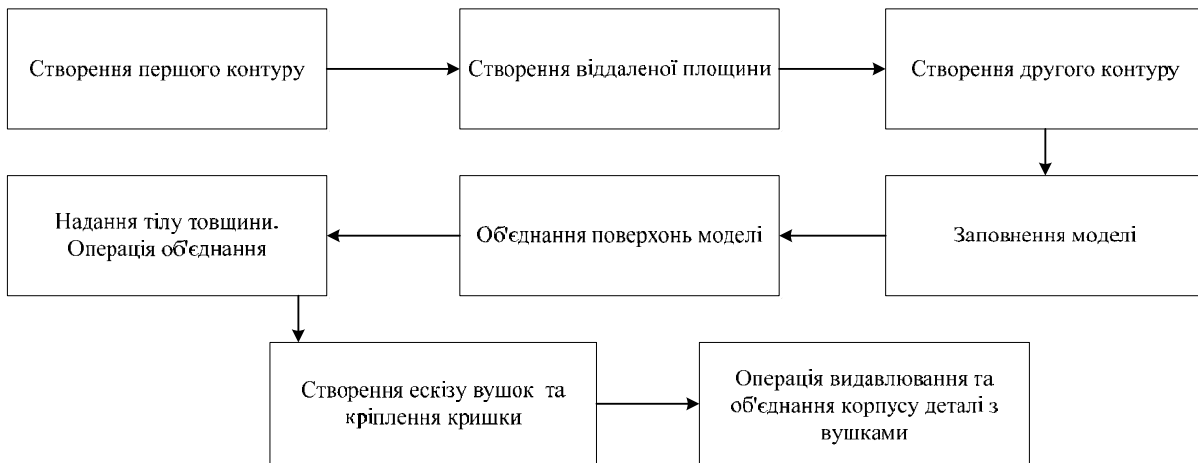 Створення першого контуру
Створення віддаленої площини
Створення другого контуру
Заповнення моделі
Об'єднання поверхонь моделі
Надання тілу товщини.
Операція об'єднання
Створення ескізу вушок та
кріплення кришки
Операція видавлювання та
об'єднання корпусу деталі з
вушками